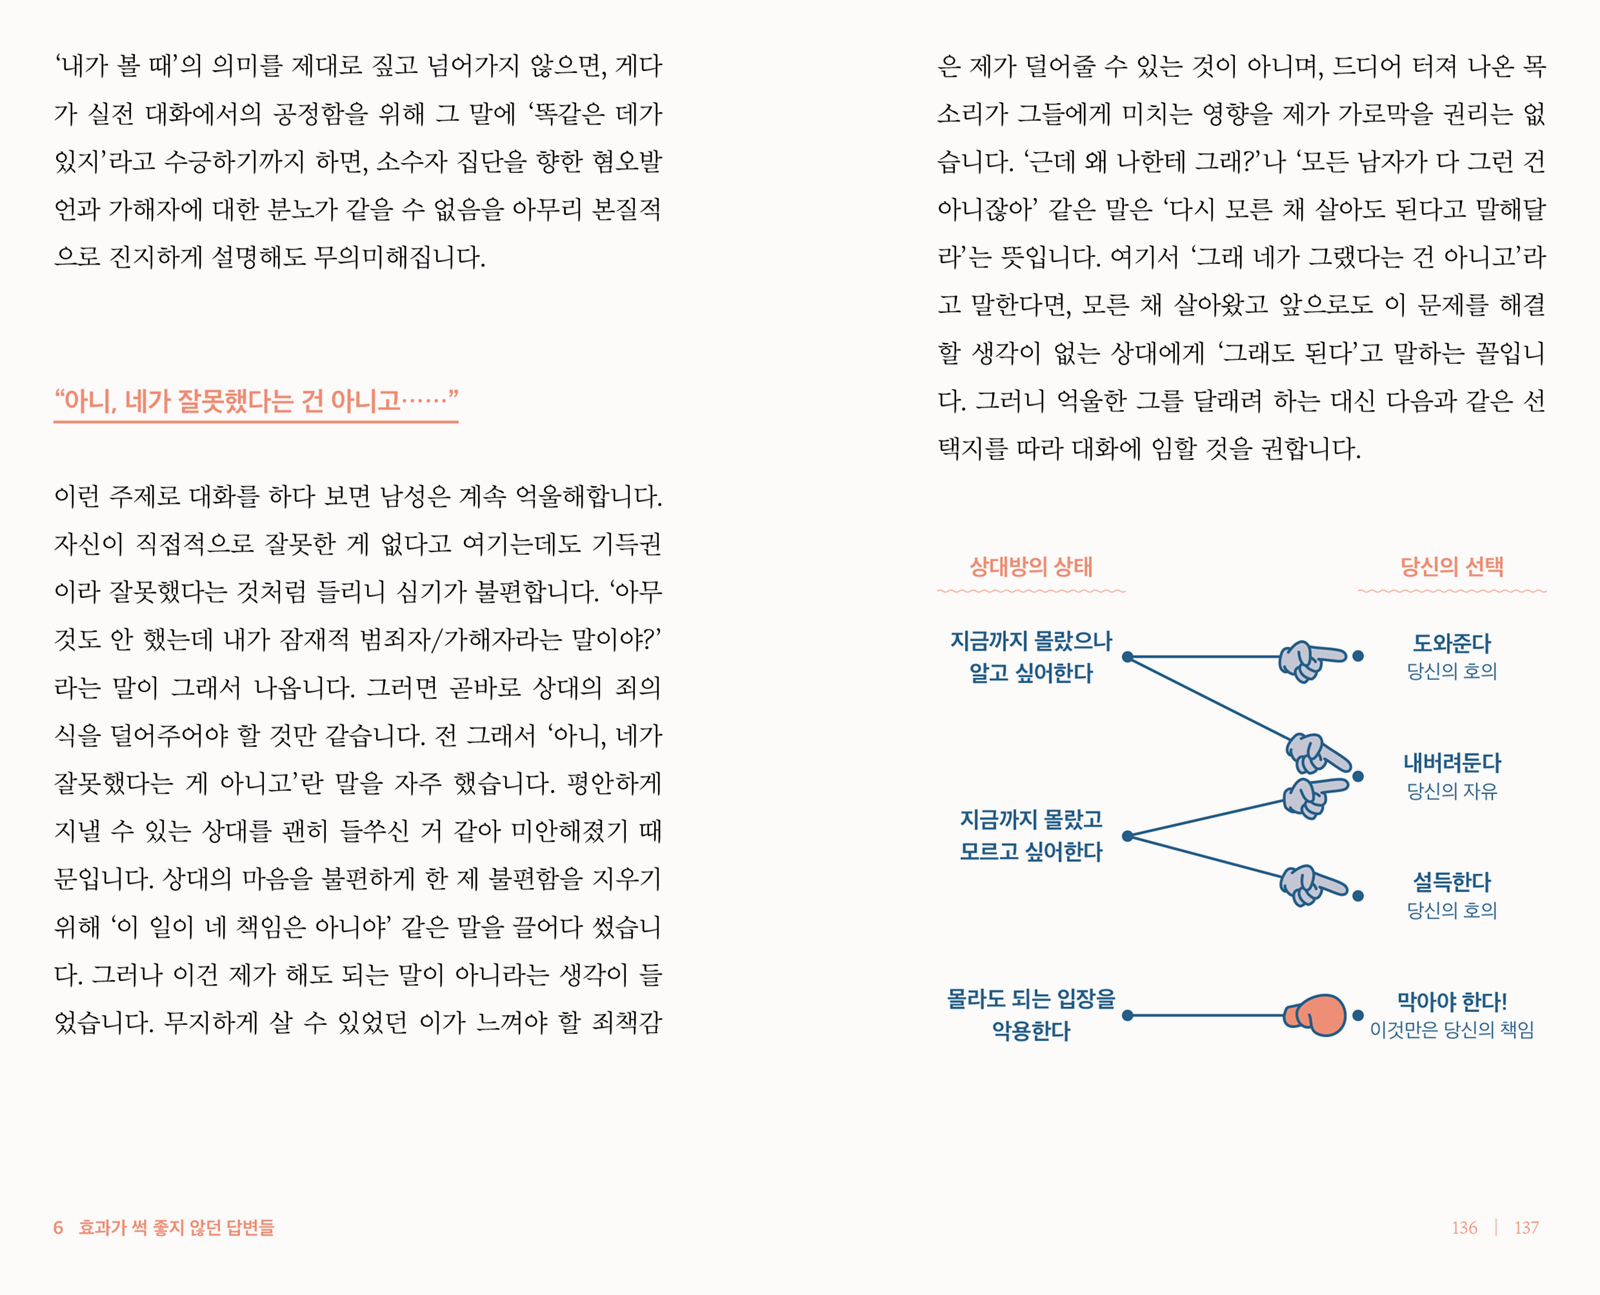 ‘내가 볼 때’의 의미를 제대로 짚고 넘어가지 않으면, 게다
가 실전 대화에서의 공정함을 위해 그 말에 ‘똑같은 데가
있지’라고 수긍하기까지 하면, 소수자 집단을 향한 혐오발
언과 가해자에 대한 분노가 같을 수 없음을 아무리 본질적
으로 진지하게 설명해도 무의미해집니다.
“아니, 네가 잘못했다는 건 아니고……”
이런 주제로 대화를 하다 보면 남성은 계속 억울해합니다.
자신이 직접적으로 잘못한 게 없다고 여기는데도 기득권
이라 잘못했다는 것처럼 들리니 심기가 불편합니다. ‘아무
것도 안 했는데 내가 잠재적 범죄자/가해자라는 말이야?’
라는 말이 그래서 나옵니다. 그러면 곧바로 상대의 죄의
식을 덜어주어야 할 것만 같습니다. 전 그래서 ‘아니, 네가
잘못했다는 게 아니고’란 말을 자주 했습니다. 평안하게
지낼 수 있는 상대를 괜히 들쑤신 거 같아 미안해졌기 때
문입니다. 상대의 마음을 불편하게 한 제 불편함을 지우기
위해 ‘이 일이 네 책임은 아니야’ 같은 말을 끌어다 썼습니
다. 그러나 이건 제가 해도 되는 말이 아니라는 생각이 들
었습니다. 무지하게 살 수 있었던 이가 느껴야 할 죄책감
6 효과가 썩 좋지 않던 답변들
은 제가 덜어줄 수 있는 것이 아니며, 드디어 터져 나온 목
소리가 그들에게 미치는 영향을 제가 가로막을 권리는 없
습니다. ‘근데 왜 나한테 그래?’나 ‘모든 남자가 다 그런 건
아니잖아’ 같은 말은 ‘다시 모른 채 살아도 된다고 말해달
라’는 뜻입니다. 여기서 ‘그래 네가 그랬다는 건 아니고’라
고 말한다면, 모른 채 살아왔고 앞으로도 이 문제를 해결
할 생각이 없는 상대에게 ‘그래도 된다’고 말하는 꼴입니
다. 그러니 억울한 그를 달래려 하는 대신 다음과 같은 선
택지를 따라 대화에 임할 것을 권합니다.
상대방의 상태
당신의 선택
지금까지 몰랐으나
알고 싶어한다
도와준다
당신의 호의
내버려둔다
당신의 자유
지금까지 몰랐고
모르고 싶어한다
설득한다
당신의 호의
몰라도 되는 입장을
악용한다
막아야 한다!
이것만은 당신의 책임
136 | 137